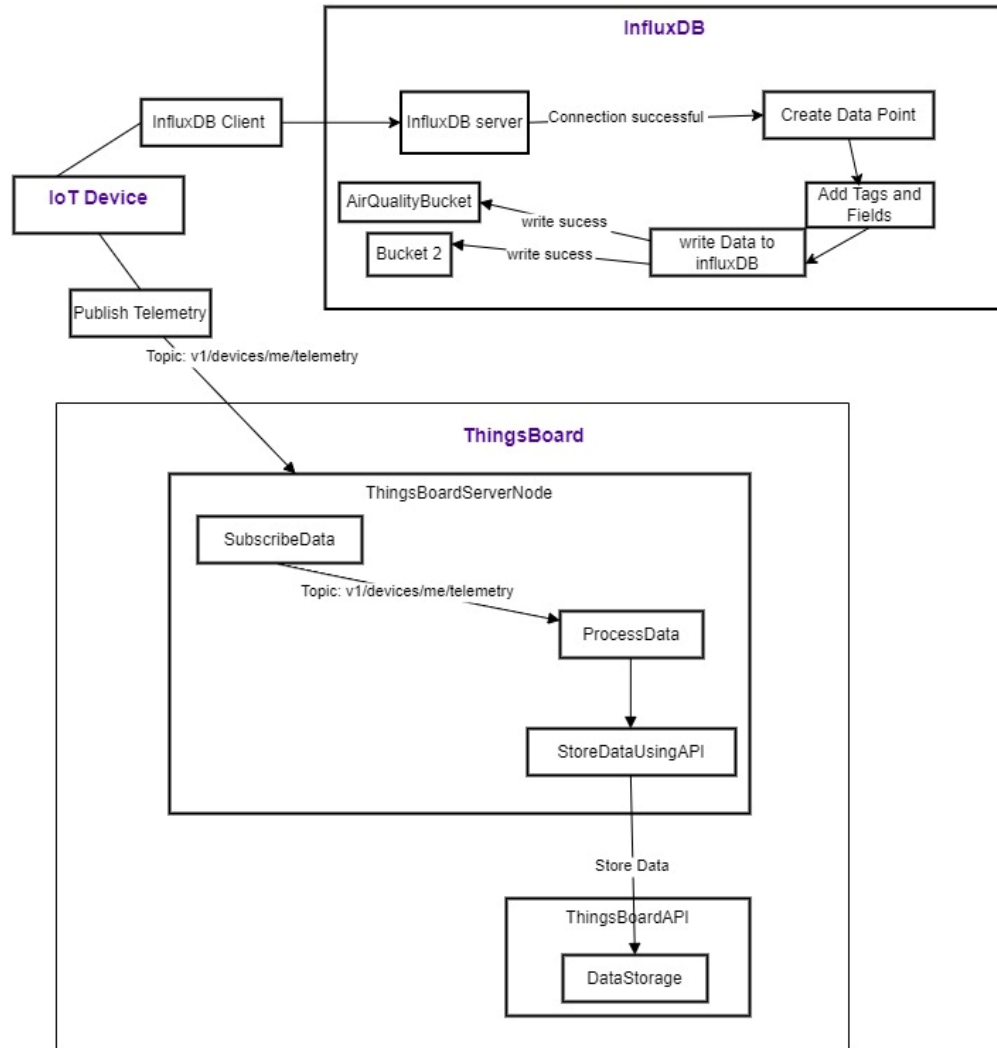 InfluxDB
InfluxDB Client
InfluxDB server
Connection successful
Create Data Point
IoT Device
AirQualityBucket
write sucess
Add Tags and
Fields
Bucket 2
write sucess
write Data to
influxDB
Publish Telemetry
Topic: v1/devices/me/telemetry
ThingsBoard
ThingsBoardServerNode
SubscribeData
Topic: v1/devices/me/telemetry
ProcessData
StoreDataUsingAPI
Store Data
ThingsBoardAPI
DataStorage